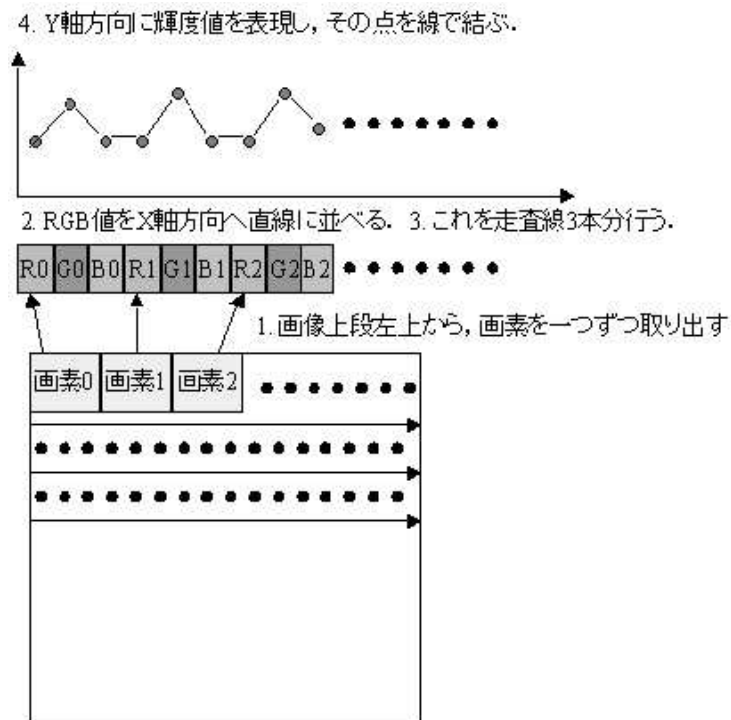 4. Y軸方向に輝度値を表現し，その点を線で結ぶ．
2. RGB値をX軸方向へ直線に並べる． 3. これを走査線3本分行う．
R0 G0 B0 R1 G1 B1 R2 G2 B2
1. 画像上段左上から，画素を一つずつ取り出す
画素0 画素1 画素2